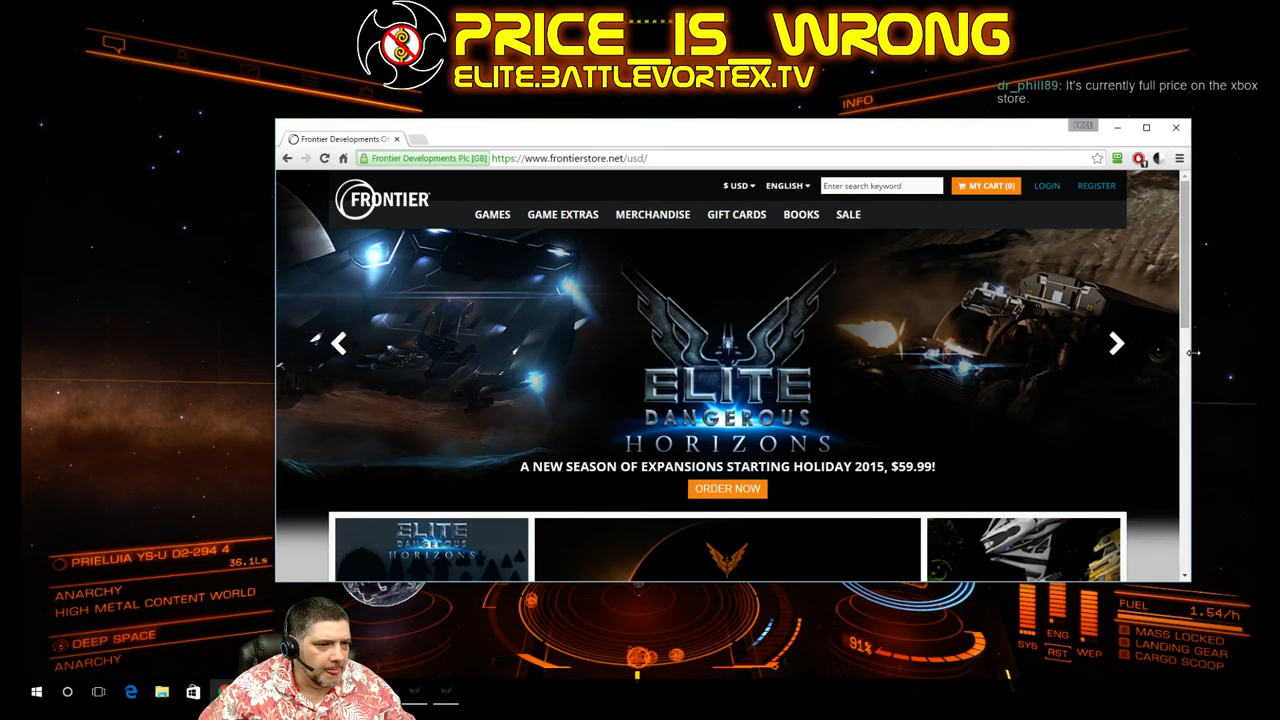 PRICE_IS_WRONG
ELITE.BATTLEVORTEX.TV
INFO
dr_phill89: It's currently full price on the xbox
store.
PRICE
Frontier Developments Of
Frontier Developments Plc [GB] https://www.frontierstore.net/usd/
FRONTIER
$ USD ENGLISH Enter search keyword MY CART (0) LOGIN REGISTER
GAMES GAME EXTRAS MERCHANDISE GIFT CARDS BOOKS SALE
ELITE
DANGEROUS
HORIZONS
A NEW SEASON OF EXPANSIONS STARTING HOLIDAY 2015, $59.99!
ORDER NOW
ELITE
DANGEROUS
HORIZONS
PRIELUIA YS-U D2-294 4
36.1Ls
ANARCHY
HIGH METAL CONTENT WORLD
DEEP SPACE
ANARCHY
91%
SYS ENG WEP
RST
FUEL 1.54/h
MASS LOCKED
LANDING GEAR
CARGO SCOOP